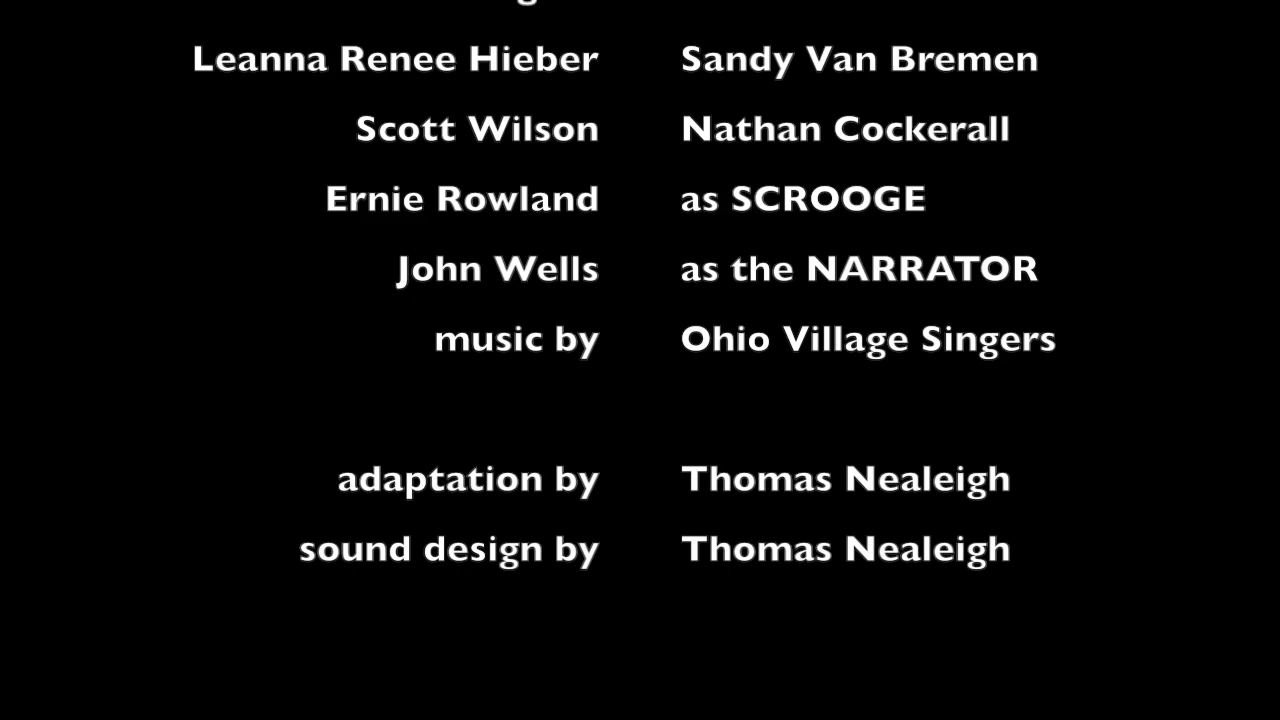 Leanna Renee Hieber Sandy Van Bremen
Scott Wilson Nathan Cockerall
Ernie Rowland as SCROOGE
John Wells as the NARRATOR
music by Ohio Village Singers
adaptation by Thomas Nealeigh
sound design by Thomas Nealeigh